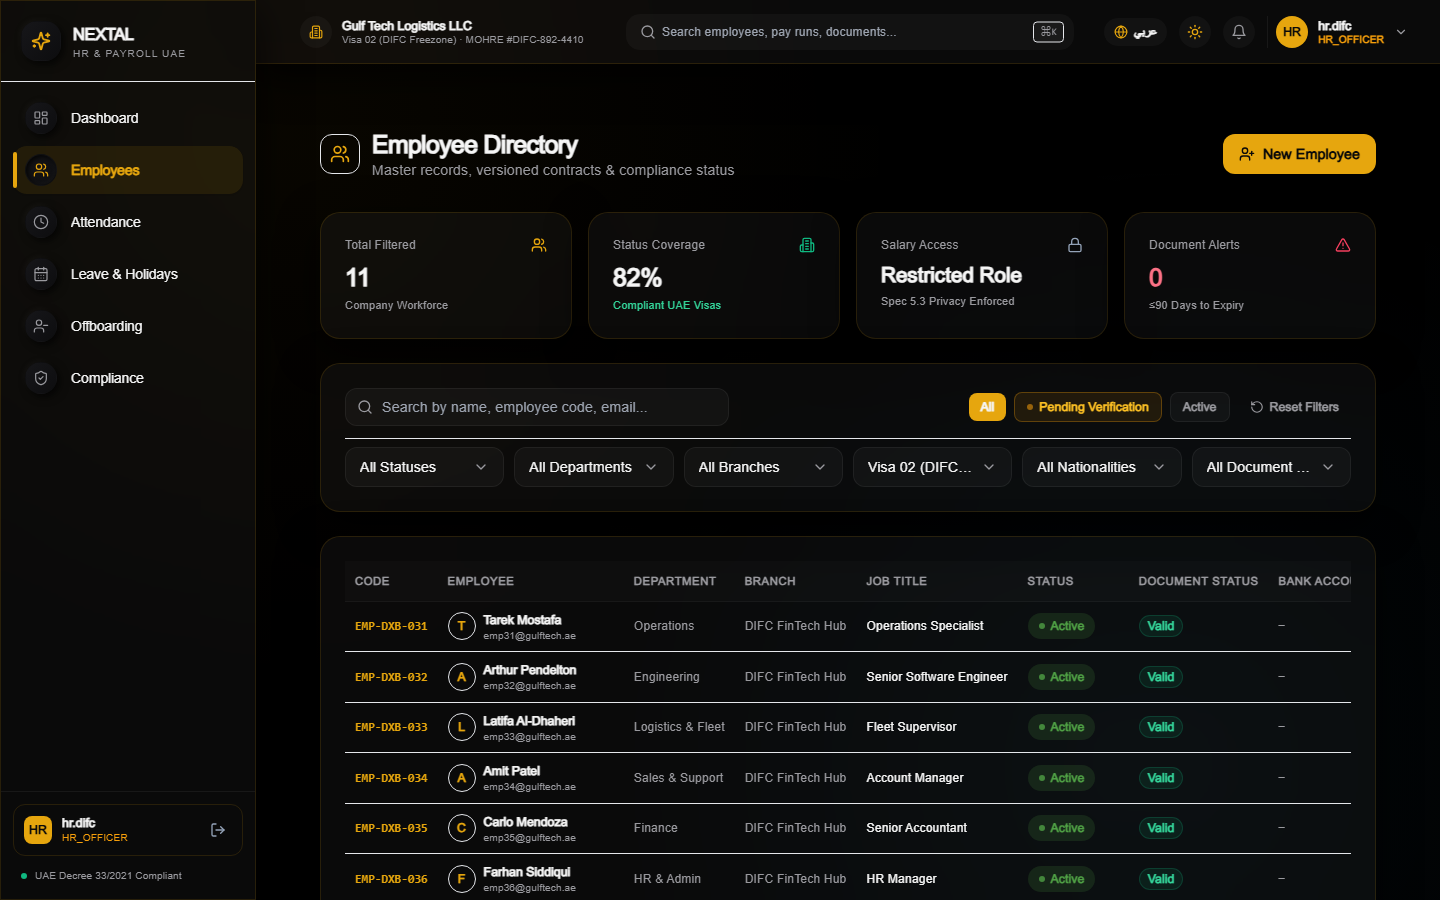 NEXTAL
HR & PAYROLL UAE
Gulf Tech Logistics LLC
Visa 02 (DIFC Freezone) · MOHRE #DIFC-892-4410
Search employees, pay runs, documents...
⌘K
عربي
HR
hr.difc
HR_OFFICER
Dashboard
Employees
Attendance
Leave & Holidays
Offboarding
Compliance
HR
hr.difc
HR_OFFICER
UAE Decree 33/2021 Compliant
Employee Directory
Master records, versioned contracts & compliance status
New Employee
Total Filtered
11
Company Workforce
Status Coverage
82%
Compliant UAE Visas
Salary Access
Restricted Role
Spec 5.3 Privacy Enforced
Document Alerts
0
≤90 Days to Expiry
Search by name, employee code, email...
All
Pending Verification
Active
Reset Filters
All Statuses
All Departments
All Branches
Visa 02 (DIFC...
All Nationalities
All Document ...
CODE EMPLOYEE DEPARTMENT BRANCH JOB TITLE STATUS DOCUMENT STATUS BANK ACCOU
EMP-DXB-031 T Tarek Mostafa Operations DIFC FinTech Hub Operations Specialist Active Valid –
emp31@gulftech.ae
EMP-DXB-032 A Arthur Pendelton Engineering DIFC FinTech Hub Senior Software Engineer Active Valid –
emp32@gulftech.ae
EMP-DXB-033 L Latifa Al-Dhaheri Logistics & Fleet DIFC FinTech Hub Fleet Supervisor Active Valid –
emp33@gulftech.ae
EMP-DXB-034 A Amit Patel Sales & Support DIFC FinTech Hub Account Manager Active Valid –
emp34@gulftech.ae
EMP-DXB-035 C Carlo Mendoza Finance DIFC FinTech Hub Senior Accountant Active Valid –
emp35@gulftech.ae
EMP-DXB-036 F Farhan Siddiqui HR & Admin DIFC FinTech Hub HR Manager Active Valid –
emp36@gulftech.ae